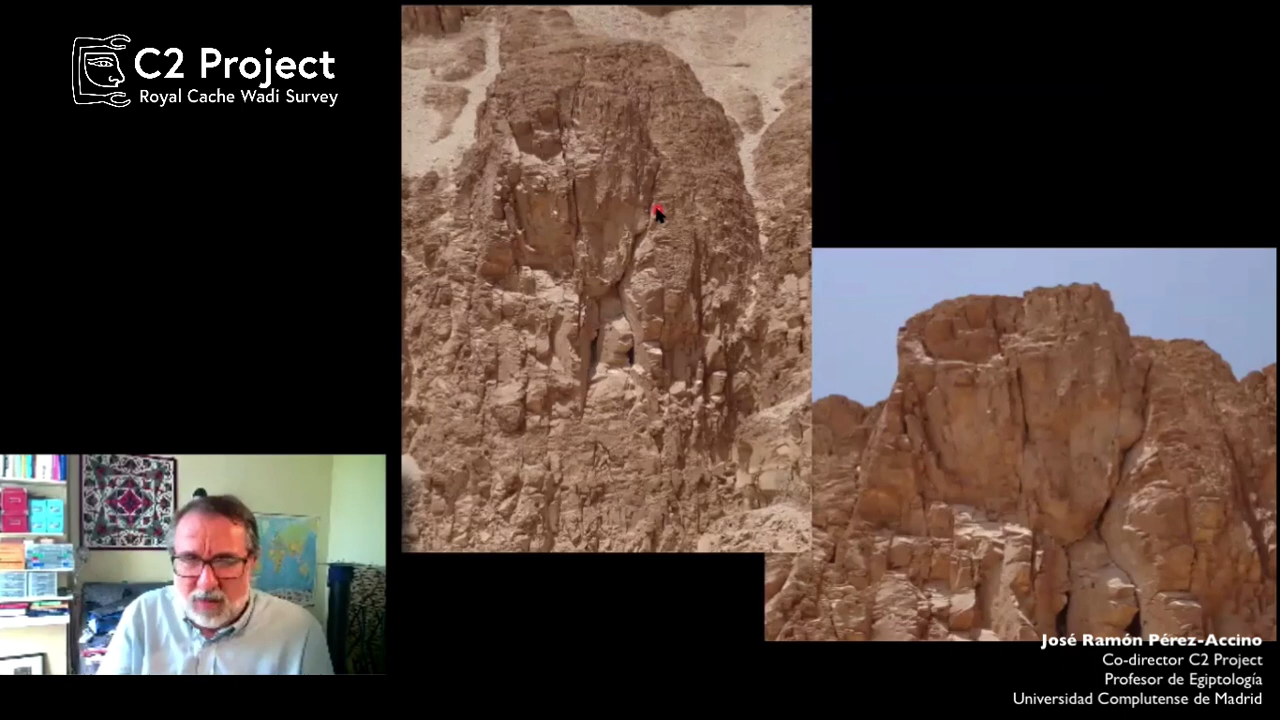 C2 Project
Royal Cache Wadi Survey
José Ramón Pérez-Accino
Co-director C2 Project
Profesor de Egiptología
Universidad Complutense de Madrid